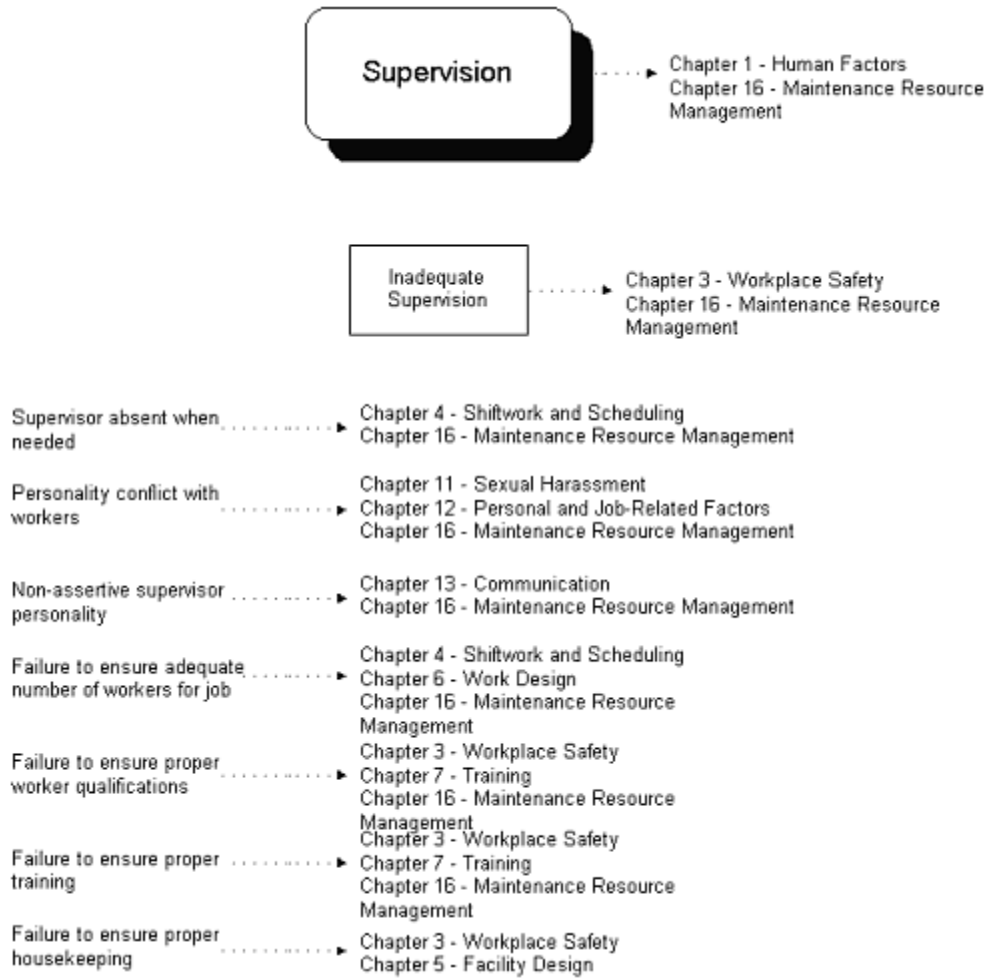 Supervision
Chapter 1 - Human Factors
Chapter 16 - Maintenance Resource
Management
Inadequate
Supervision
Chapter 3 - Workplace Safety
Chapter 16 - Maintenance Resource
Management
Supervisor absent when
needed
Chapter 4 - Shiftwork and Scheduling
Chapter 16 - Maintenance Resource Management
Personality conflict with
workers
Chapter 11 - Sexual Harassment
Chapter 12 - Personal and Job-Related Factors
Chapter 16 - Maintenance Resource Management
Non-assertive supervisor
personality
Chapter 13 - Communication
Chapter 16 - Maintenance Resource Management
Failure to ensure adequate
number of workers for job
Chapter 4 - Shiftwork and Scheduling
Chapter 6 - Work Design
Chapter 16 - Maintenance Resource
Management
Failure to ensure proper
worker qualifications
Chapter 3 - Workplace Safety
Chapter 7 - Training
Chapter 16 - Maintenance Resource
Management
Failure to ensure proper
training
Chapter 3 - Workplace Safety
Chapter 7 - Training
Chapter 16 - Maintenance Resource
Management
Failure to ensure proper
housekeeping
Chapter 3 - Workplace Safety
Chapter 5 - Facility Design